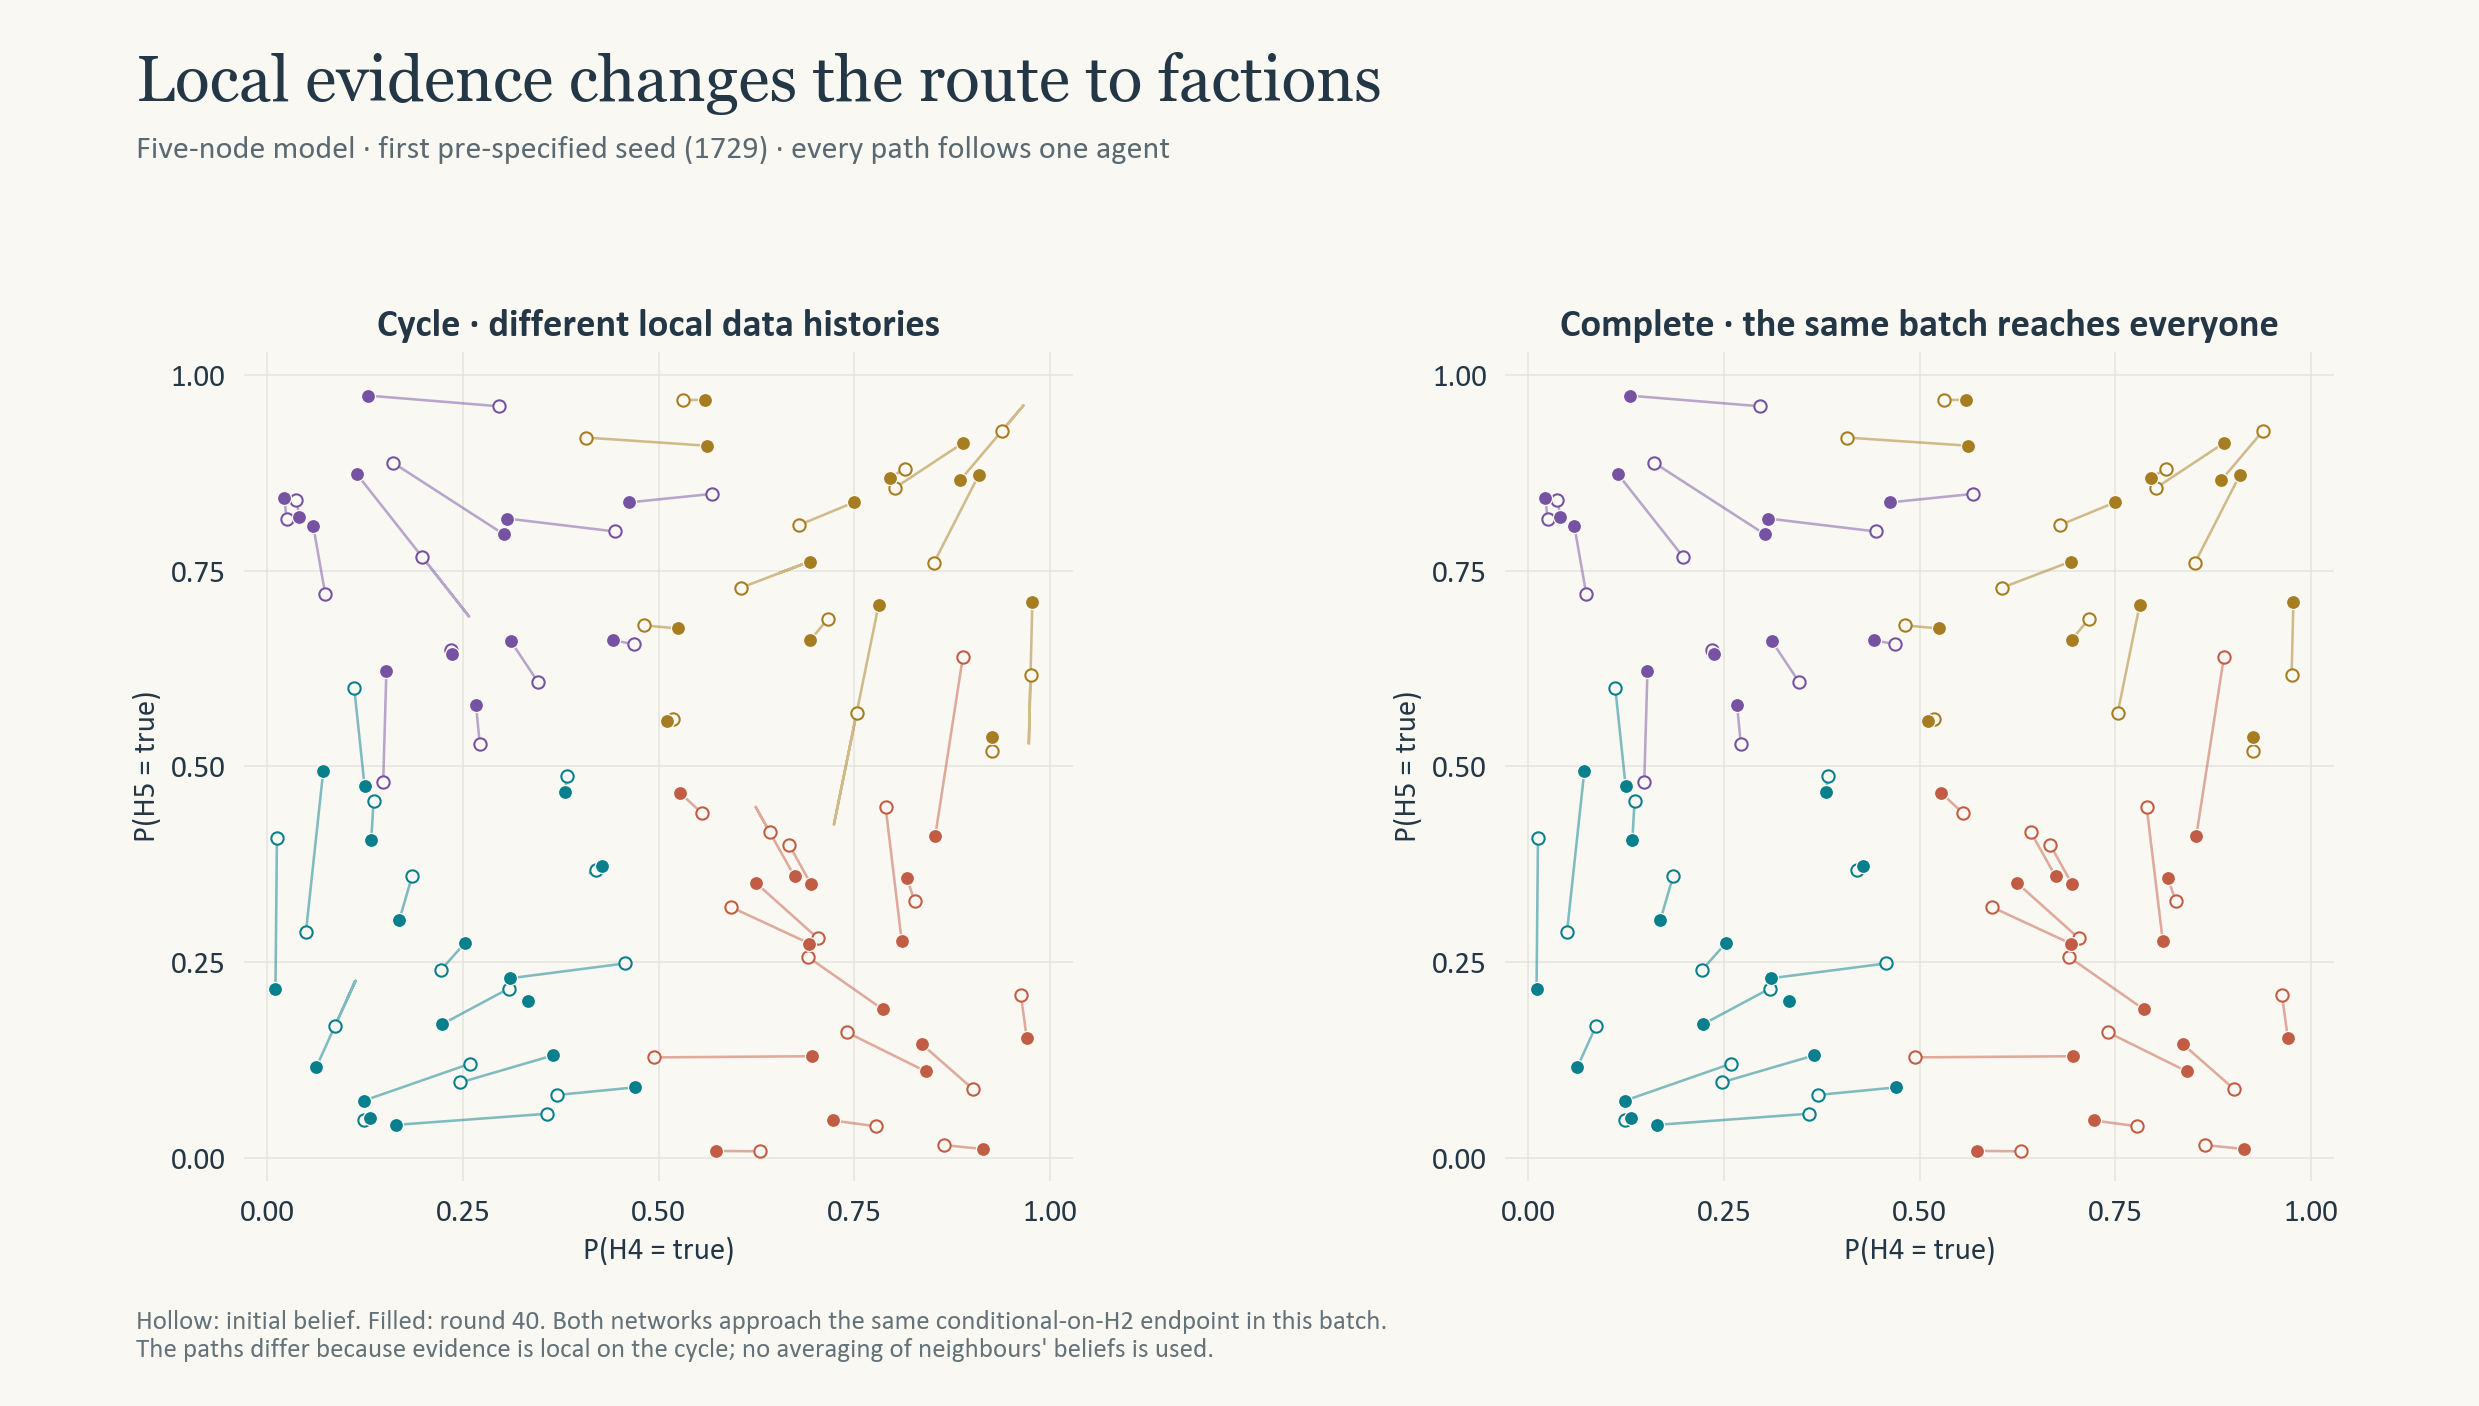 Local evidence changes the route to factions
Five-node model · first pre-specified seed (1729) · every path follows one agent
Cycle · different local data histories
1.00
0.75
0.50
0.25
0.00
P(H5 = true)
0.00 0.25 0.50 0.75 1.00
P(H4 = true)
Complete · the same batch reaches everyone
1.00
0.75
0.50
0.25
0.00
P(H5 = true)
0.00 0.25 0.50 0.75 1.00
P(H4 = true)
Hollow: initial belief. Filled: round 40. Both networks approach the same conditional-on-H2 endpoint in this batch.
The paths differ because evidence is local on the cycle; no averaging of neighbours' beliefs is used.